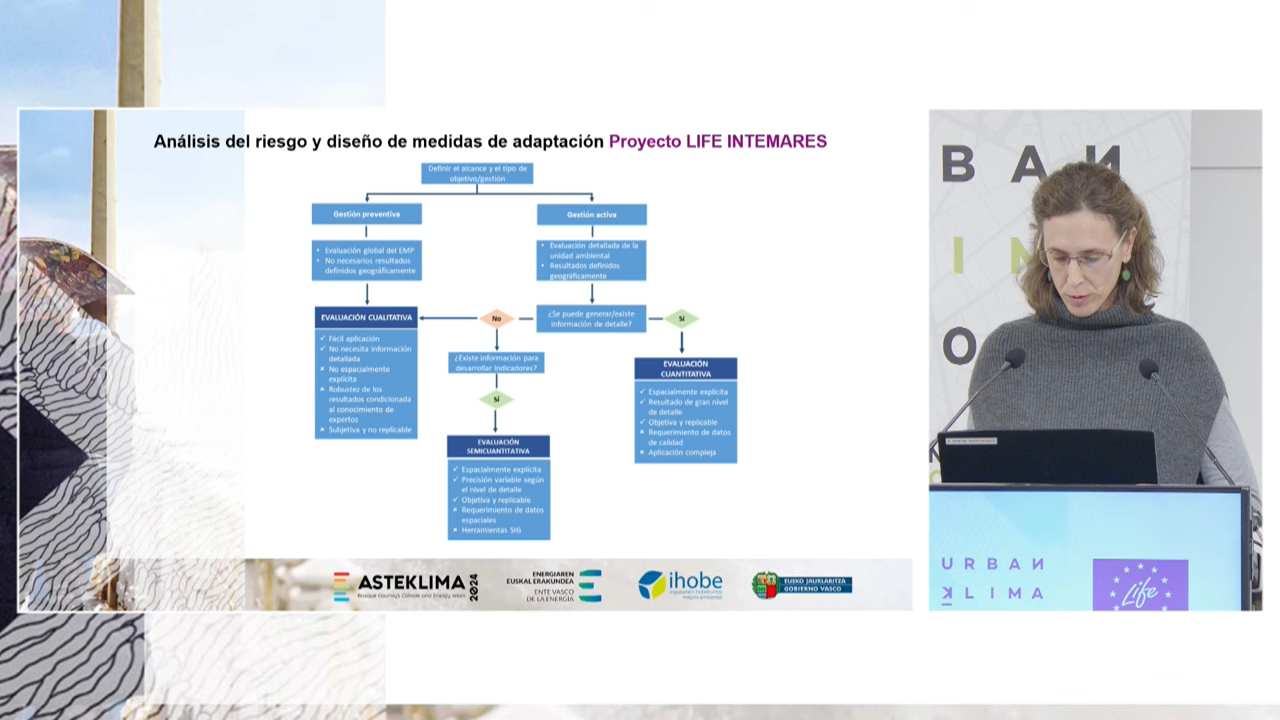 Análisis del riesgo y diseño de medidas de adaptación Proyecto LIFE INTEMARES
Definir el alcance y el tipo de
objetivo/gestión
Gestión preventiva
• Evaluación global del EMP
• No necesarios resultados
definidos geográficamente
EVALUACIÓN CUALITATIVA
✓ Fácil aplicación
✓ No necesita información
detallada
× No espacialmente
explícita
× Robustez de los
resultados condicionada
al conocimiento de
expertos
× Subjetiva y no replicable
Gestión activa
• Evaluación detallada de la
unidad ambiental
• Resultados definidos
geográficamente
¿Se puede generar/existe
información de detalle?
No
Sí
¿Existe información para
desarrollar indicadores?
Sí
EVALUACIÓN
SEMICUANTITATIVA
✓ Espacialmente explícita
✓ Precisión variable según
el nivel de detalle
✓ Objetiva y replicable
× Requerimiento de datos
espaciales
× Herramientas SIG
EVALUACIÓN
CUANTITATIVA
✓ Espacialmente explícita
✓ Resultado de gran nivel
de detalle
✓ Objetiva y replicable
× Requerimiento de datos
de calidad
× Aplicación compleja
ASTEKLIMA 2024
Basque Country's Climate and Energy Week
ENERGIAREN
EUSKAL ERAKUNDEA
ENTE VASCO
DE LA ENERGÍA
ihobe
EUSKO JAURLARITZA
GOBIERNO VASCO
BAN
IN
O
URBAN
KLIMA
Life